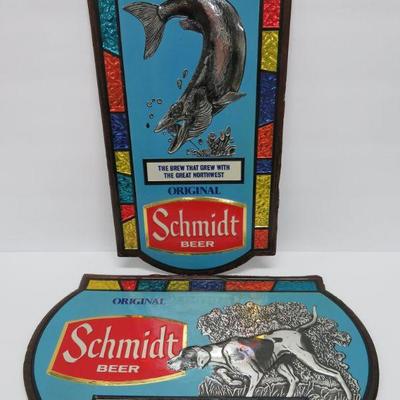 THE BREW THAT GREW WITH
THE GREAT NORTHWEST
ORIGINAL
Schmidt
BEER
ORIGINAL
Schmidt
BEER